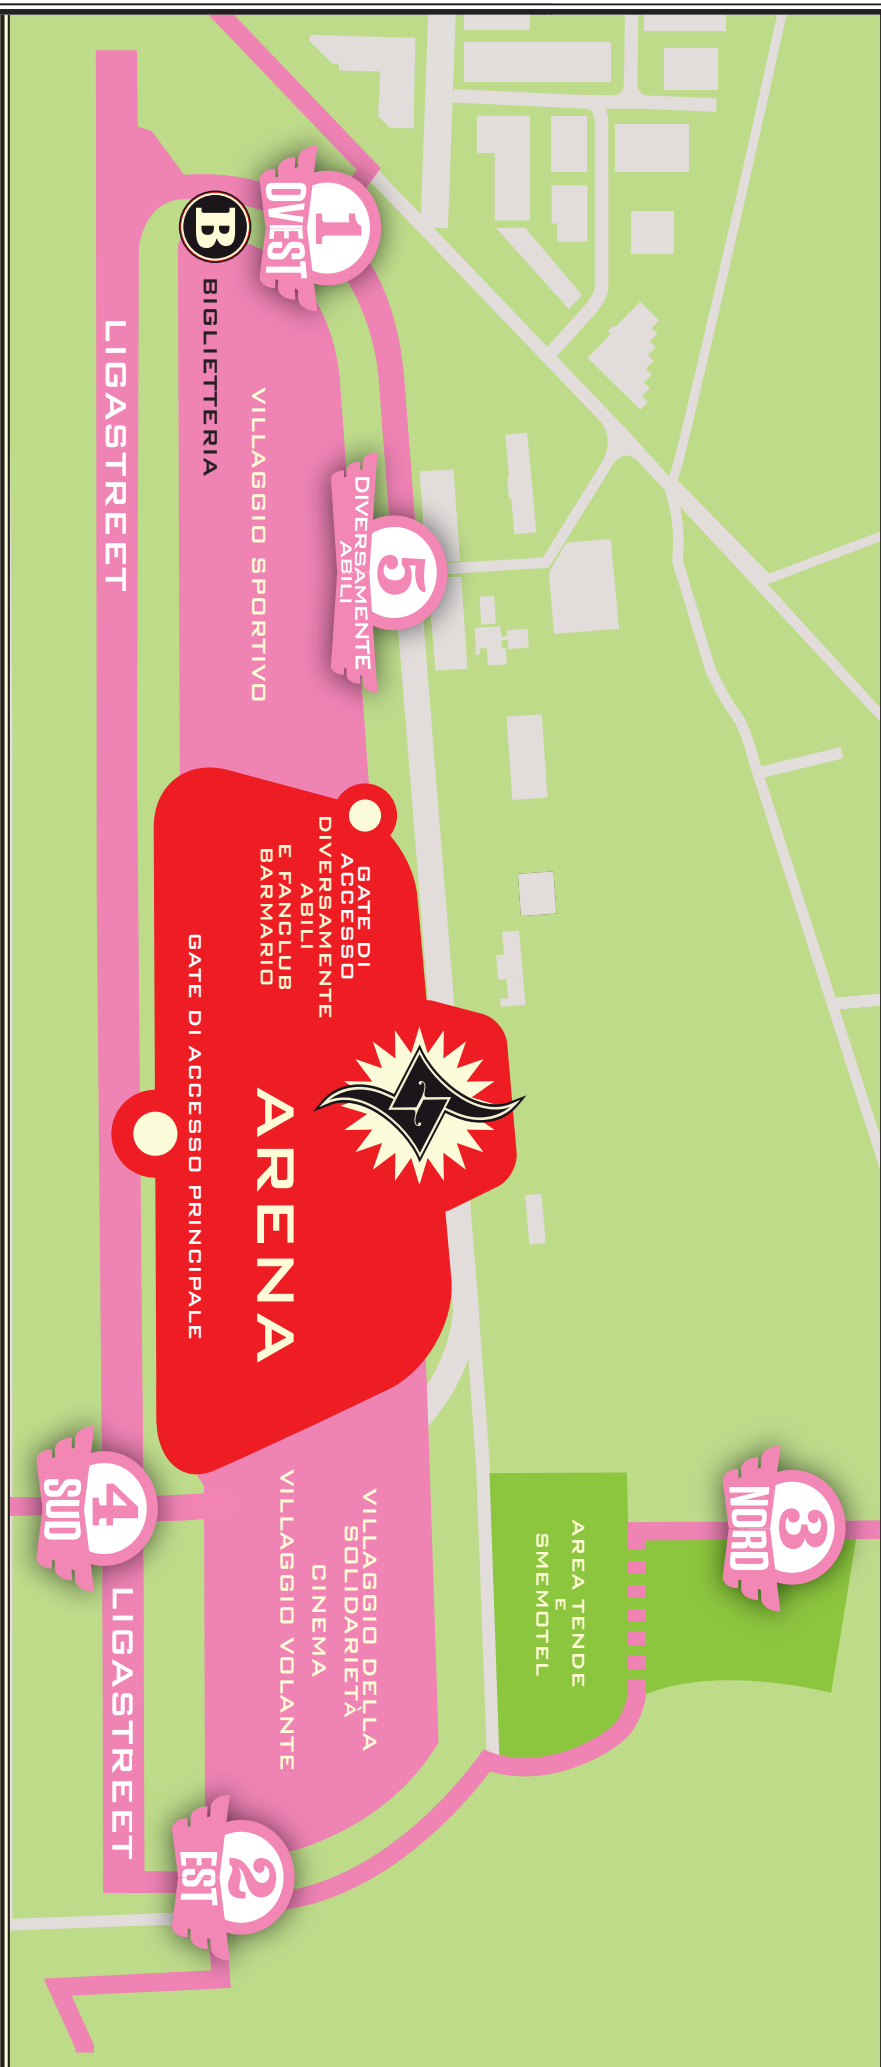 1
OVEST
B
BIGLIETTERIA
LIGASTREET
VILLAGGIO SPORTIVO
5
DIVERSAMENTE
ABILI
GATE DI
ACCESSO
DIVERSAMENTE
ABILI
E FANCLUB
BARMARIO
GATE DI ACCESSO PRINCIPALE
ARENA
3
NORD
AREA TENDE
E
SMEMOTEL
4
SUD
VILLAGGIO DELLA
SOLIDARIETÀ
CINEMA
VILLAGGIO VOLANTE
LIGASTREET
2
EST